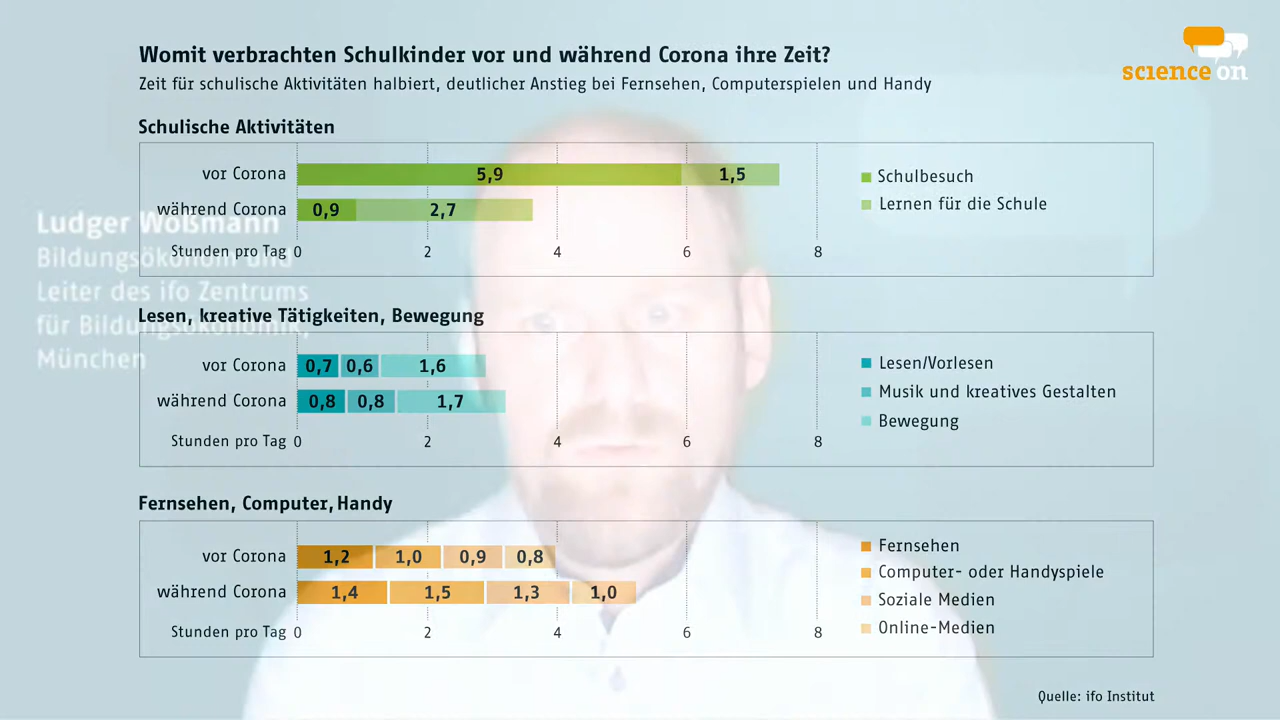 Womit verbrachten Schulkinder vor und während Corona ihre Zeit?
Zeit für schulische Aktivitäten halbiert, deutlicher Anstieg bei Fernsehen, Computerspielen und Handy
science on
Schulische Aktivitäten
vor Corona 5,9 1,5
während Corona 0,9 2,7
Stunden pro Tag 0 2 4 6 8
Schulbesuch
Lernen für die Schule
Ludger Wößmann
Bildungsökonom und
Leiter des ifo Zentrums
für Bildungsökonomik,
München
Lesen, kreative Tätigkeiten, Bewegung
vor Corona 0,7 0,6 1,6
während Corona 0,8 0,8 1,7
Stunden pro Tag 0 2 4 6 8
Lesen/Vorlesen
Musik und kreatives Gestalten
Bewegung
Fernsehen, Computer, Handy
vor Corona 1,2 1,0 0,9 0,8
während Corona 1,4 1,5 1,3 1,0
Stunden pro Tag 0 2 4 6 8
Fernsehen
Computer- oder Handyspiele
Soziale Medien
Online-Medien
Quelle: ifo Institut